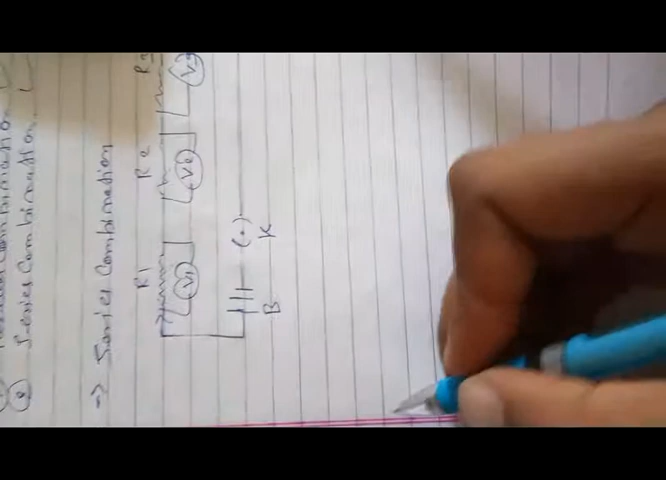 ② Series Combination.
→ Series Combination
R1 R2 R3
V1 V2 V3
(.)
B K